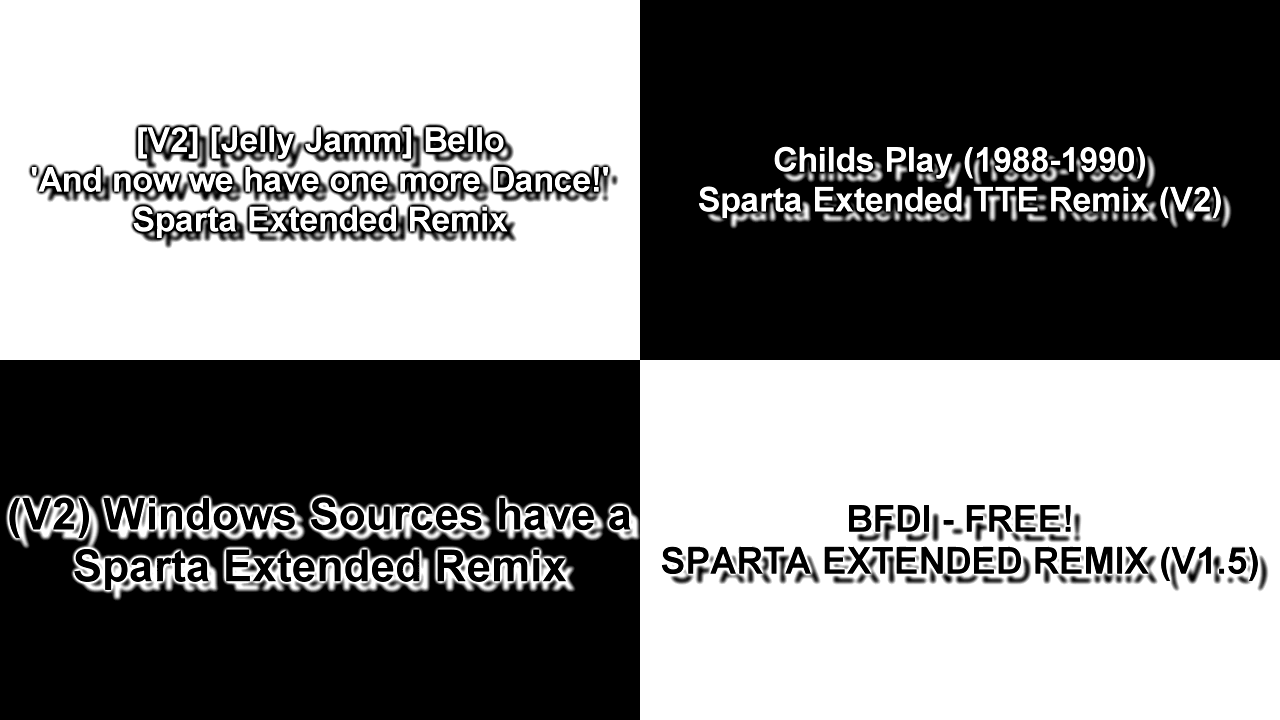 [V2] [Jelly Jamm] Bello
'And now we have one more Dance!'
Sparta Extended Remix
Childs Play (1988-1990)
Sparta Extended TTE Remix (V2)
(V2) Windows Sources have a
Sparta Extended Remix
BFDI - FREE!
SPARTA EXTENDED REMIX (V1.5)